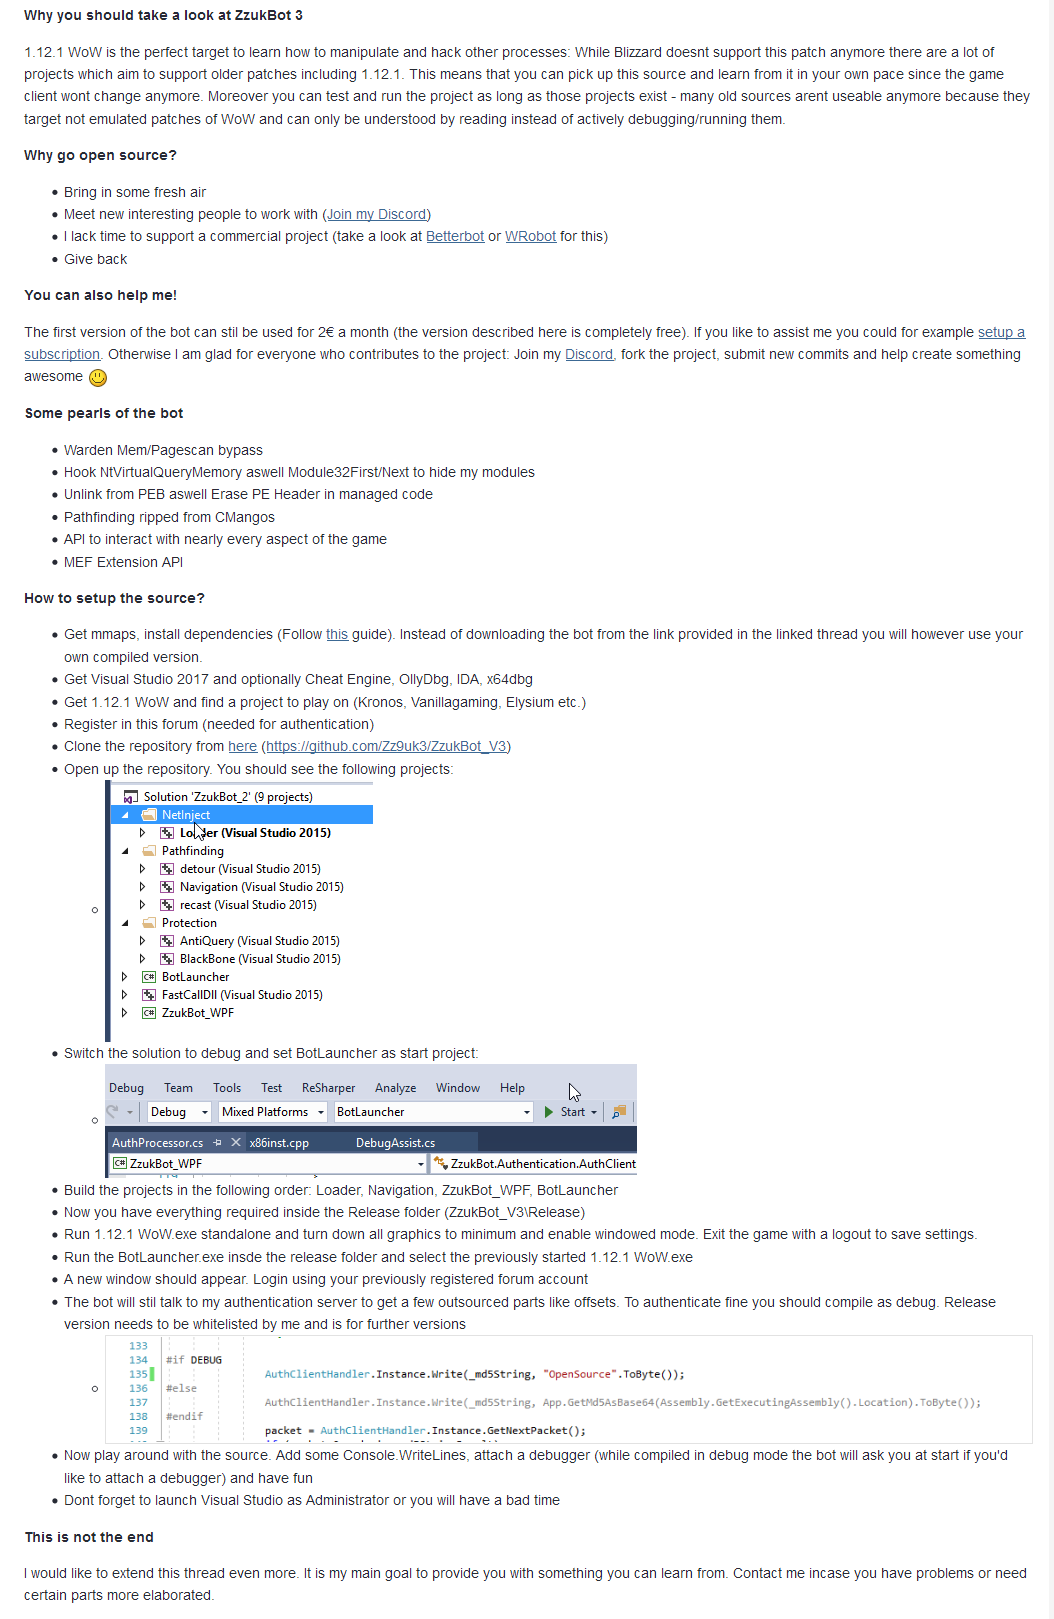 Why you should take a look at ZzukBot 3
1.12.1 WoW is the perfect target to learn how to manipulate and hack other processes: While Blizzard doesnt support this patch anymore there are a lot of
projects which aim to support older patches including 1.12.1. This means that you can pick up this source and learn from it in your own pace since the game
client wont change anymore. Moreover you can test and run the project as long as those projects exist - many old sources arent useable anymore because they
target not emulated patches of WoW and can only be understood by reading instead of actively debugging/running them.
Why go open source?
• Bring in some fresh air
• Meet new interesting people to work with (Join my Discord)
• I lack time to support a commercial project (take a look at Betterbot or WRobot for this)
• Give back
You can also help me!
The first version of the bot can stil be used for 2€ a month (the version described here is completely free). If you like to assist me you could for example setup a
subscription. Otherwise I am glad for everyone who contributes to the project: Join my Discord, fork the project, submit new commits and help create something
awesome
Some pearls of the bot
• Warden Mem/Pagescan bypass
• Hook NtVirtualQueryMemory aswell Module32First/Next to hide my modules
• Unlink from PEB aswell Erase PE Header in managed code
• Pathfinding ripped from CMangos
• API to interact with nearly every aspect of the game
• MEF Extension API
How to setup the source?
• Get mmaps, install dependencies (Follow this guide). Instead of downloading the bot from the link provided in the linked thread you will however use your
own compiled version.
• Get Visual Studio 2017 and optionally Cheat Engine, OllyDbg, IDA, x64dbg
• Get 1.12.1 WoW and find a project to play on (Kronos, Vanillagaming, Elysium etc.)
• Register in this forum (needed for authentication)
• Clone the repository from here (https://github.com/Zz9uk3/ZzukBot_V3)
• Open up the repository. You should see the following projects:
Solution 'ZzukBot_2' (9 projects)
NetInject
Loader (Visual Studio 2015)
Pathfinding
detour (Visual Studio 2015)
Navigation (Visual Studio 2015)
recast (Visual Studio 2015)
Protection
AntiQuery (Visual Studio 2015)
BlackBone (Visual Studio 2015)
C# BotLauncher
FastCallDll (Visual Studio 2015)
C# ZzukBot_WPF
• Switch the solution to debug and set BotLauncher as start project:
Debug Team Tools Test ReSharper Analyze Window Help
Debug Mixed Platforms BotLauncher Start
AuthProcessor.cs x86inst.cpp DebugAssist.cs
C# ZzukBot_WPF ZzukBot.Authentication.AuthClient
• Build the projects in the following order: Loader, Navigation, ZzukBot_WPF, BotLauncher
• Now you have everything required inside the Release folder (ZzukBot_V3\Release)
• Run 1.12.1 WoW.exe standalone and turn down all graphics to minimum and enable windowed mode. Exit the game with a logout to save settings.
• Run the BotLauncher.exe insde the release folder and select the previously started 1.12.1 WoW.exe
• A new window should appear. Login using your previously registered forum account
• The bot will stil talk to my authentication server to get a few outsourced parts like offsets. To authenticate fine you should compile as debug. Release
version needs to be whitelisted by me and is for further versions
133
134 #if DEBUG
135 AuthClientHandler.Instance.Write(_md5String, "OpenSource".ToByte());
136 #else
137 AuthClientHandler.Instance.Write(_md5String, App.GetMd5AsBase64(Assembly.GetExecutingAssembly().Location).ToByte());
138 #endif
139 packet = AuthClientHandler.Instance.GetNextPacket();
• Now play around with the source. Add some Console.WriteLines, attach a debugger (while compiled in debug mode the bot will ask you at start if you'd
like to attach a debugger) and have fun
• Dont forget to launch Visual Studio as Administrator or you will have a bad time
This is not the end
I would like to extend this thread even more. It is my main goal to provide you with something you can learn from. Contact me incase you have problems or need
certain parts more elaborated.